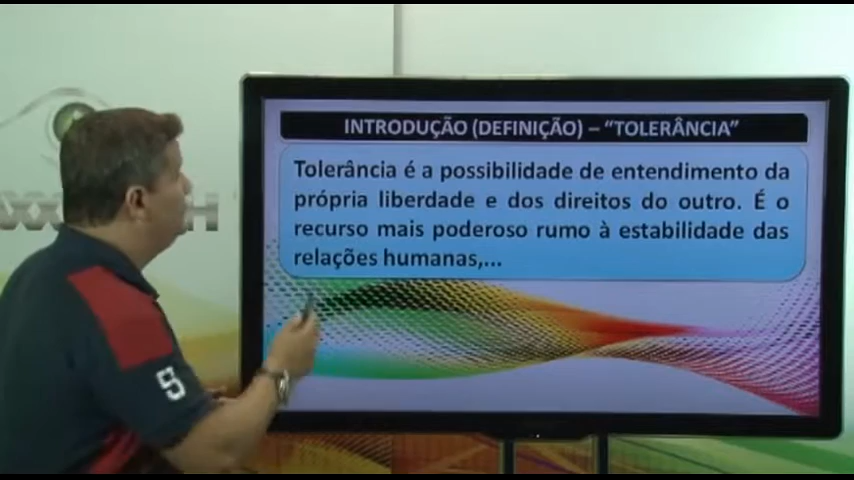 INTRODUÇÃO (DEFINIÇÃO) – “TOLERÂNCIA”
Tolerância é a possibilidade de entendimento da
própria liberdade e dos direitos do outro. É o
recurso mais poderoso rumo à estabilidade das
relações humanas,...
45